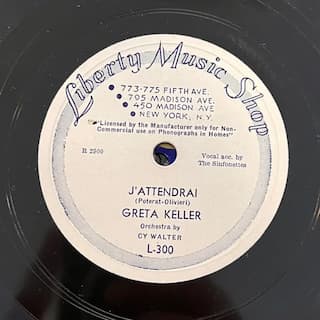 Liberty Music Shop
773-775 FIFTH AVE.
795 MADISON AVE.
450 MADISON AVE.
NEW YORK, N.Y.
"Licensed by the Manufacturer only for Non-
Commercial use on Phonographs in Homes"
R 2900
Vocal acc. by
The Sinfonettes
J'ATTENDRAI
(Poterat-Olivieri)
GRETA KELLER
Orchestra by
CY WALTER
L-300